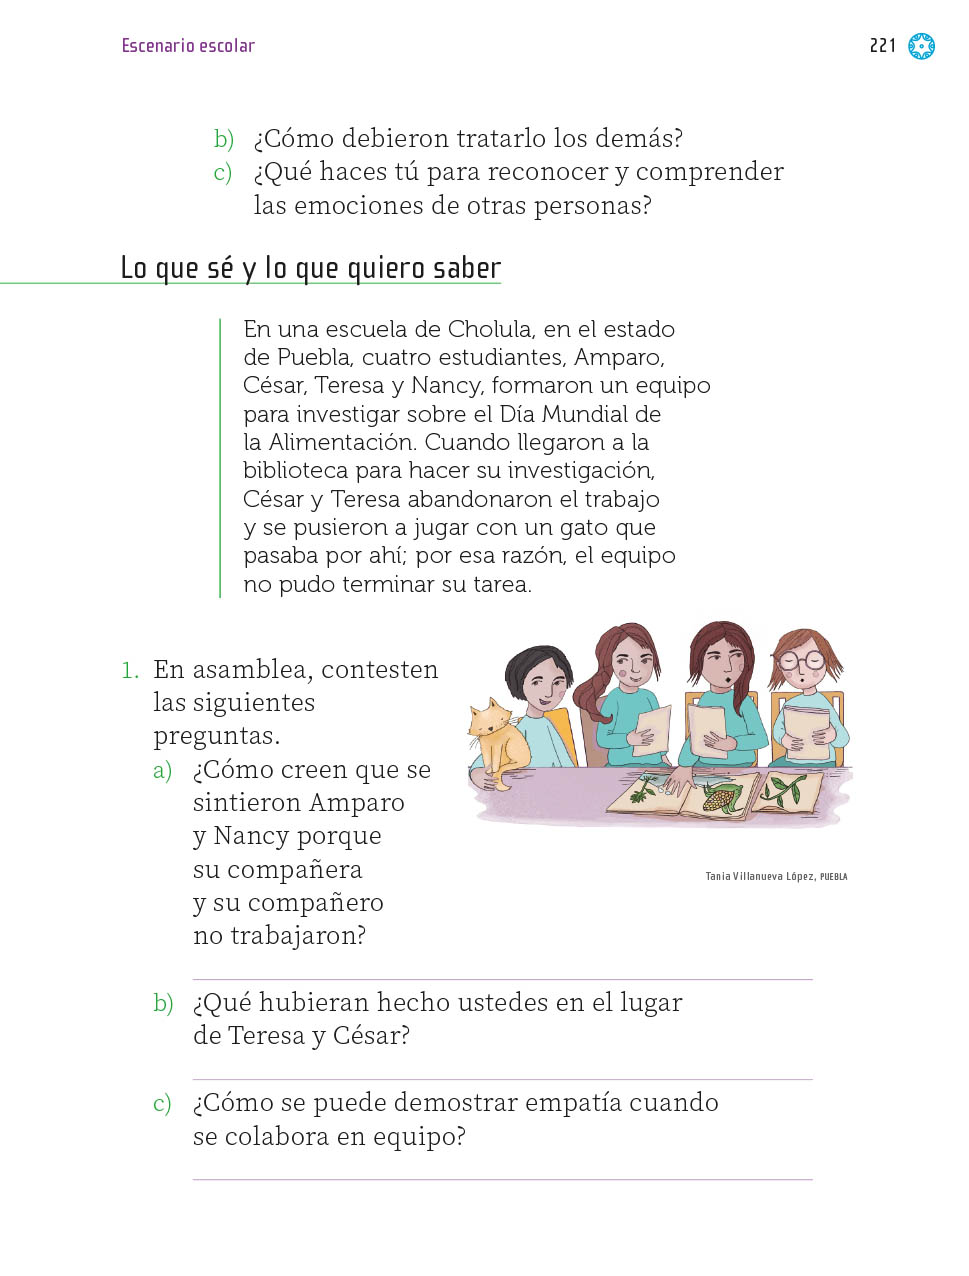 Escenario escolar
221
b) ¿Cómo debieron tratarlo los demás?
c) ¿Qué haces tú para reconocer y comprender
las emociones de otras personas?
Lo que sé y lo que quiero saber
En una escuela de Cholula, en el estado
de Puebla, cuatro estudiantes, Amparo,
César, Teresa y Nancy, formaron un equipo
para investigar sobre el Día Mundial de
la Alimentación. Cuando llegaron a la
biblioteca para hacer su investigación,
César y Teresa abandonaron el trabajo
y se pusieron a jugar con un gato que
pasaba por ahí; por esa razón, el equipo
no pudo terminar su tarea.
1. En asamblea, contesten
las siguientes
preguntas.
a) ¿Cómo creen que se
sintieron Amparo
y Nancy porque
su compañera
y su compañero
no trabajaron?
Tania Villanueva López, PUEBLA
b) ¿Qué hubieran hecho ustedes en el lugar
de Teresa y César?
c) ¿Cómo se puede demostrar empatía cuando
se colabora en equipo?